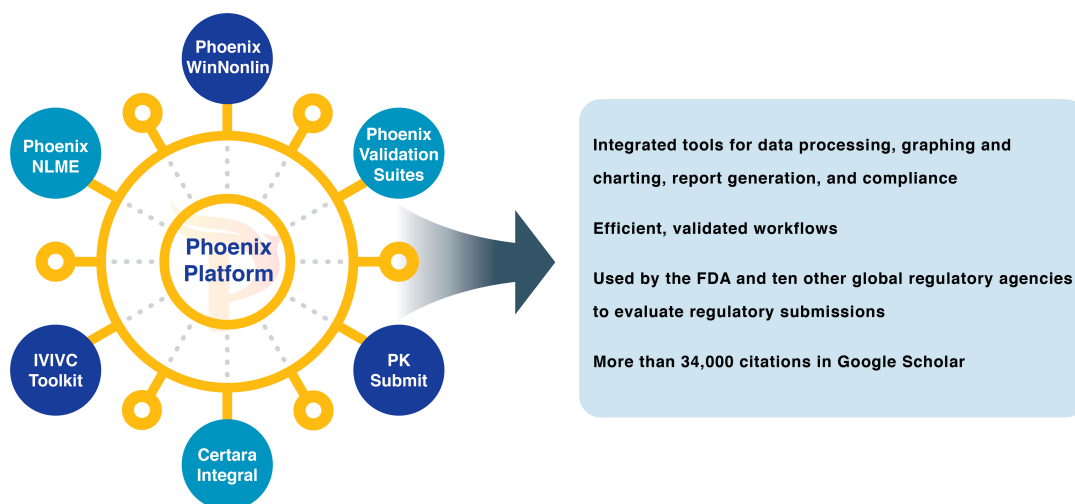 Phoenix
WinNonlin
Phoenix
NLME
Phoenix
Validation
Suites
Phoenix
Platform
IVIVC
Toolkit
PK
Submit
Certara
Integral
Integrated tools for data processing, graphing and
charting, report generation, and compliance
Efficient, validated workflows
Used by the FDA and ten other global regulatory agencies
to evaluate regulatory submissions
More than 34,000 citations in Google Scholar